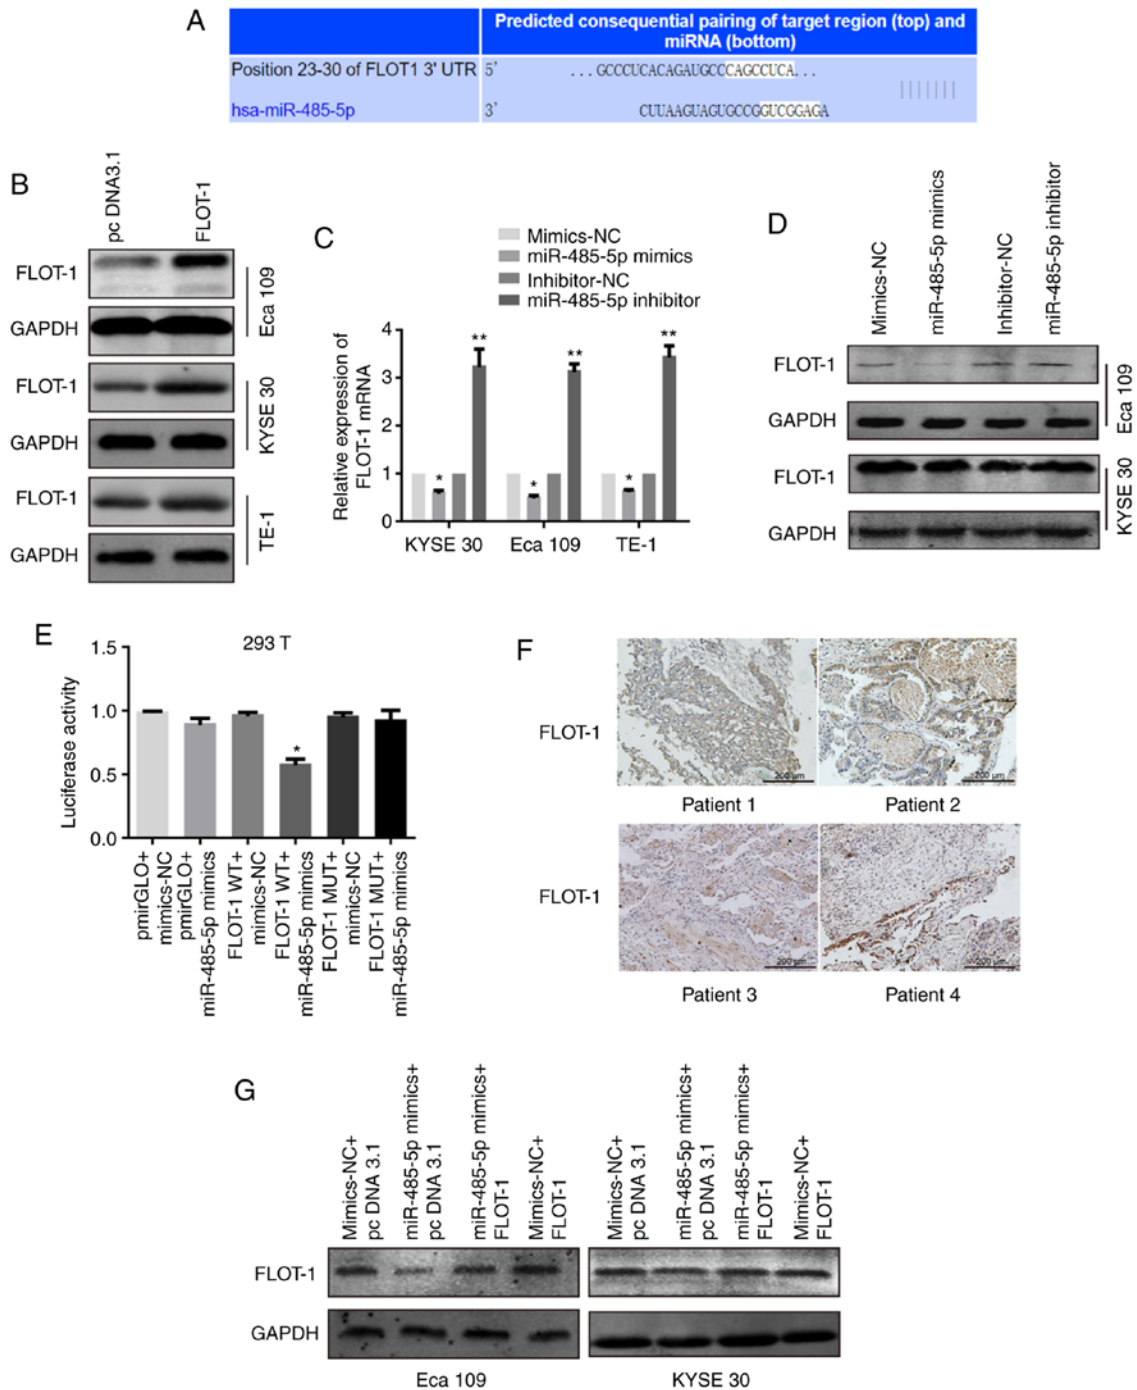 A
Predicted consequential pairing of target region (top) and
miRNA (bottom)
Position 23-30 of FLOT1 3' UTR 5' ...GCCCUCACAGAUGCCCAGCCUCA...
hsa-miR-485-5p 3' CUUAAGUAGUGCCGGUCGGAGA
B
pc DNA3.1
FLOT-1
FLOT-1
GAPDH
Eca 109
FLOT-1
GAPDH
KYSE 30
FLOT-1
GAPDH
TE-1
C
Mimics-NC
miR-485-5p mimics
Inhibitor-NC
miR-485-5p inhibitor
Relative expression of
FLOT-1 mRNA
4
3
2
1
0
* ** * ** * **
KYSE 30 Eca 109 TE-1
D
Mimics-NC
miR-485-5p mimics
Inhibitor-NC
miR-485-5p inhibitor
FLOT-1
GAPDH
Eca 109
FLOT-1
GAPDH
KYSE 30
E
293 T
Luciferase activity
1.5
1.0
0.5
0.0
*
pmirGLO+
mimics-NC
pmirGLO+
miR-485-5p mimics
FLOT-1 WT+
mimics-NC
FLOT-1 WT+
miR-485-5p mimics
FLOT-1 MUT+
mimics-NC
FLOT-1 MUT+
miR-485-5p mimics
F
FLOT-1
200 µm
200 µm
Patient 1 Patient 2
FLOT-1
200 µm
200 µm
Patient 3 Patient 4
G
Mimics-NC+
pc DNA 3.1
miR-485-5p mimics+
pc DNA 3.1
miR-485-5p mimics+
FLOT-1
Mimics-NC+
FLOT-1
Mimics-NC+
pc DNA 3.1
miR-485-5p mimics+
pc DNA 3.1
miR-485-5p mimics+
FLOT-1
Mimics-NC+
FLOT-1
FLOT-1
GAPDH
Eca 109 KYSE 30